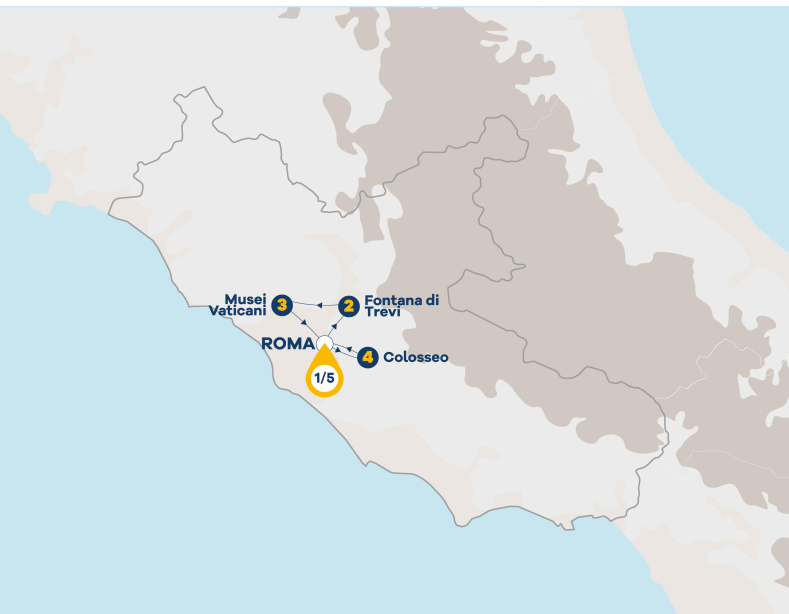 Musei
Vaticani
3
2
Fontana di
Trevi
ROMA
4
Colosseo
1/5